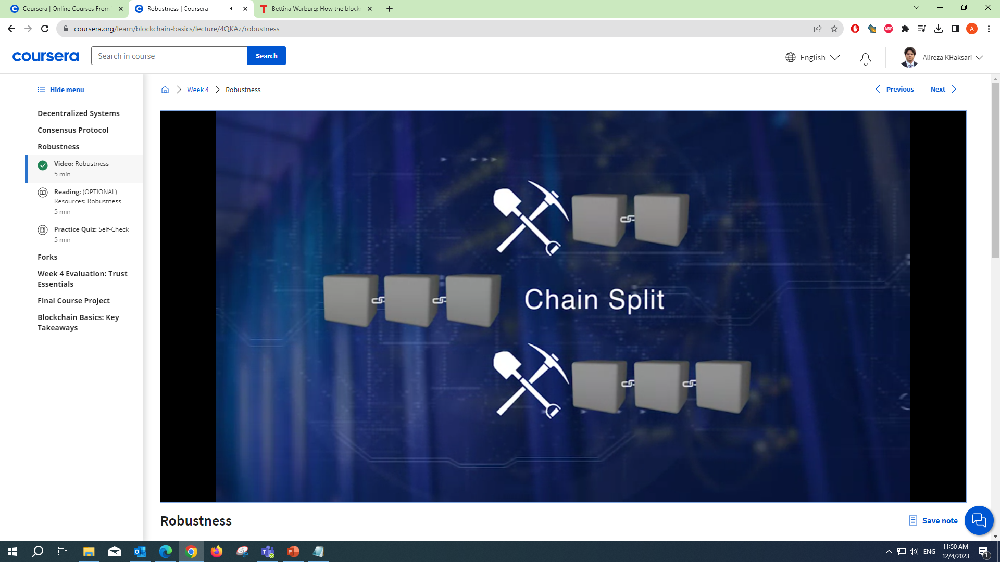 Coursera | Online Courses From
Robustness | Coursera
Bettina Warburg: How the block
coursera.org/learn/blockchain-basics/lecture/4QKAz/robustness
ABP
A
coursera
Search in course
Search
English
Alireza KHaksari
Hide menu
Week 4
Robustness
Previous
Next
Decentralized Systems
Consensus Protocol
Robustness
Video: Robustness
5 min
Reading: (OPTIONAL)
Resources: Robustness
5 min
Practice Quiz: Self-Check
5 min
Forks
Week 4 Evaluation: Trust
Essentials
Final Course Project
Blockchain Basics: Key
Takeaways
Chain Split
Robustness
Save note
ENG
11:50 AM
12/4/2023
1